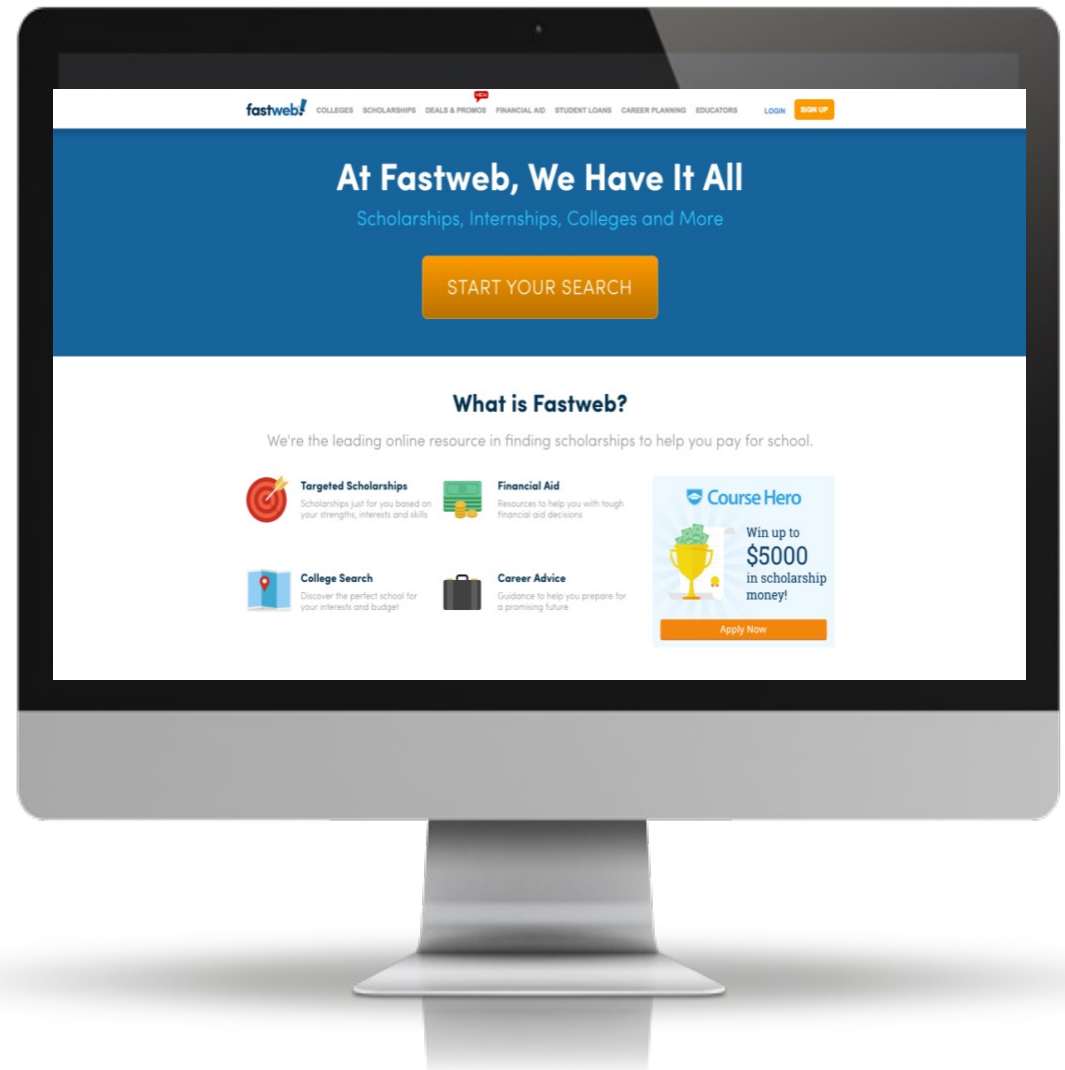 fastweb!
COLLEGES SCHOLARSHIPS DEALS & PROMOS NEW FINANCIAL AID STUDENT LOANS CAREER PLANNING EDUCATORS LOGIN SIGN UP
At Fastweb, We Have It All
Scholarships, Internships, Colleges and More
START YOUR SEARCH
What is Fastweb?
We're the leading online resource in finding scholarships to help you pay for school.
Targeted Scholarships
Scholarships just for you based on
your strengths, interests and skills
Financial Aid
Resources to help you with tough
financial aid decisions
College Search
Discover the perfect school for
your interests and budget
Career Advice
Guidance to help you prepare for
a promising future
Course Hero
Win up to
$5000
in scholarship
money!
Apply Now